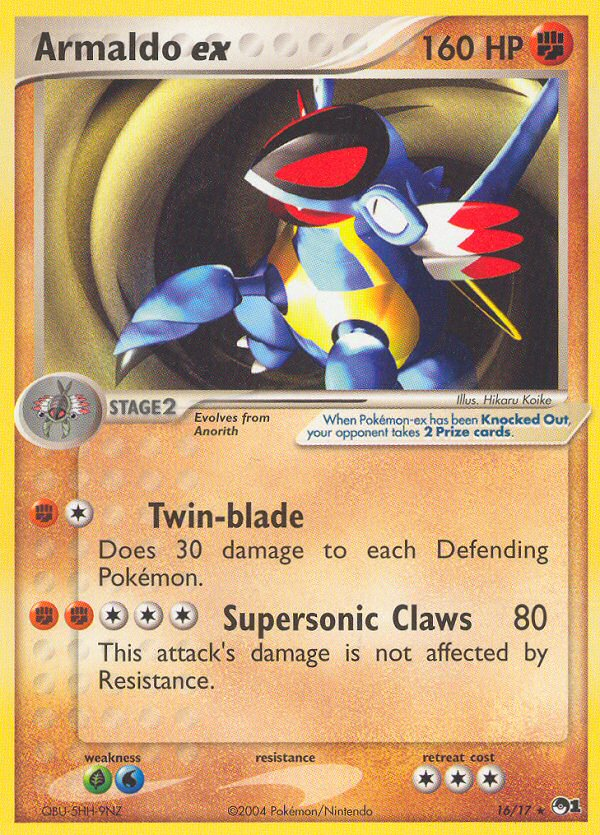 Armaldo ex 160 HP
Illus. Hikaru Koike
STAGE2
Evolves from
Anorith
When Pokémon-ex has been Knocked Out,
your opponent takes 2 Prize cards.
Twin-blade
Does 30 damage to each Defending
Pokémon.
Supersonic Claws 80
This attack's damage is not affected by
Resistance.
weakness resistance retreat cost
OBU-5HH-9NZ ©2004 Pokémon/Nintendo 16/17 ★ 1